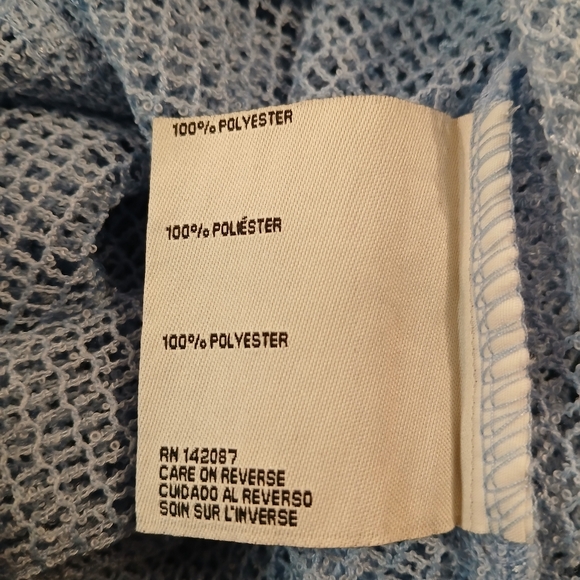 100% POLYESTER
100% POLIÉSTER
100% POLYESTER
RN 142087
CARE ON REVERSE
CUIDADO AL REVERSO
SOIN SUR L'INVERSE